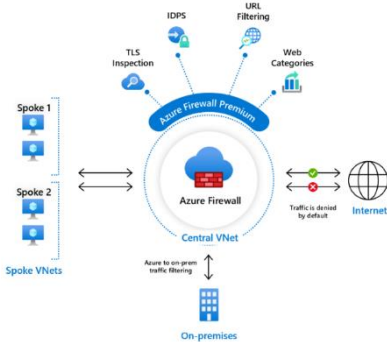 IDPS
URL
Filtering
TLS
Inspection
Web
Categories
Azure Firewall Premium
Spoke 1
Spoke 2
Spoke VNets
Azure Firewall
Central VNet
Traffic is denied
by default
Internet
Azure to on-prem
traffic filtering
On-premises